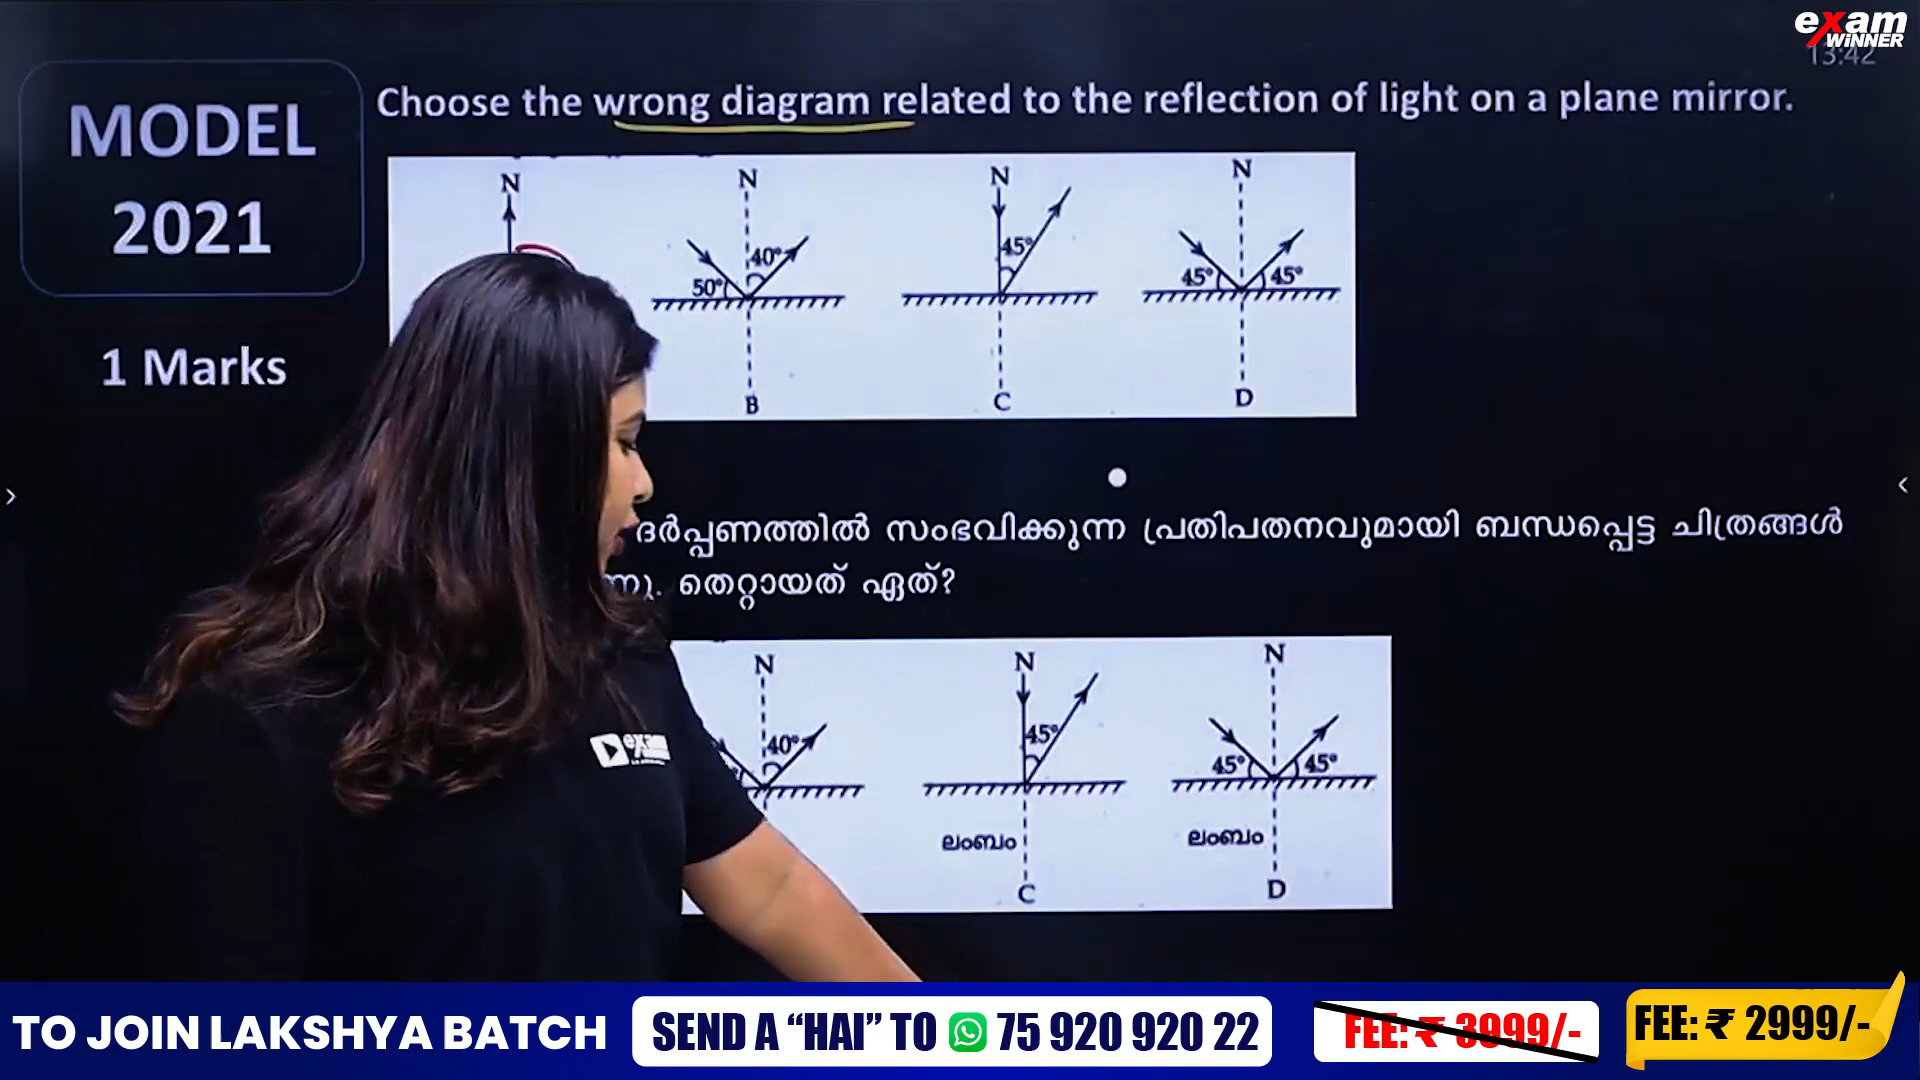 exam
WiNNER
13:42
MODEL
2021
1 Marks
Choose the wrong diagram related to the reflection of light on a plane mirror.
N N N N
50° 40° 45° 45° 45°
B C D
ദർപ്പണത്തിൽ സംഭവിക്കുന്ന പ്രതിപതനവുമായി ബന്ധപ്പെട്ട ചിത്രങ്ങൾ
തെറ്റായത് ഏത്?
N N N
40° 45° 45° 45°
ലംബം ലംബം
C D
exam
TO JOIN LAKSHYA BATCH
SEND A “HAI” TO 75 920 920 22
FEE: ₹ 3999/-
FEE: ₹ 2999/-